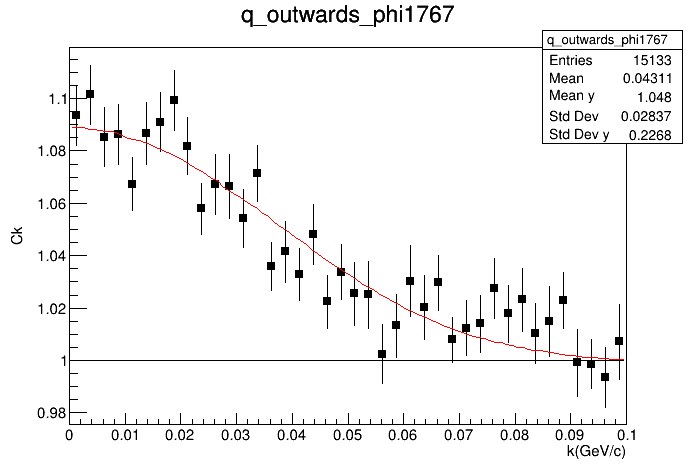 q_outwards_phi1767
q_outwards_phi1767
Entries 15133
Mean 0.04311
Mean y 1.048
Std Dev 0.02837
Std Dev y 0.2268
1.1
1.08
1.06
1.04
1.02
1
0.98
Ck
0 0.01 0.02 0.03 0.04 0.05 0.06 0.07 0.08 0.09 0.1
k(GeV/c)